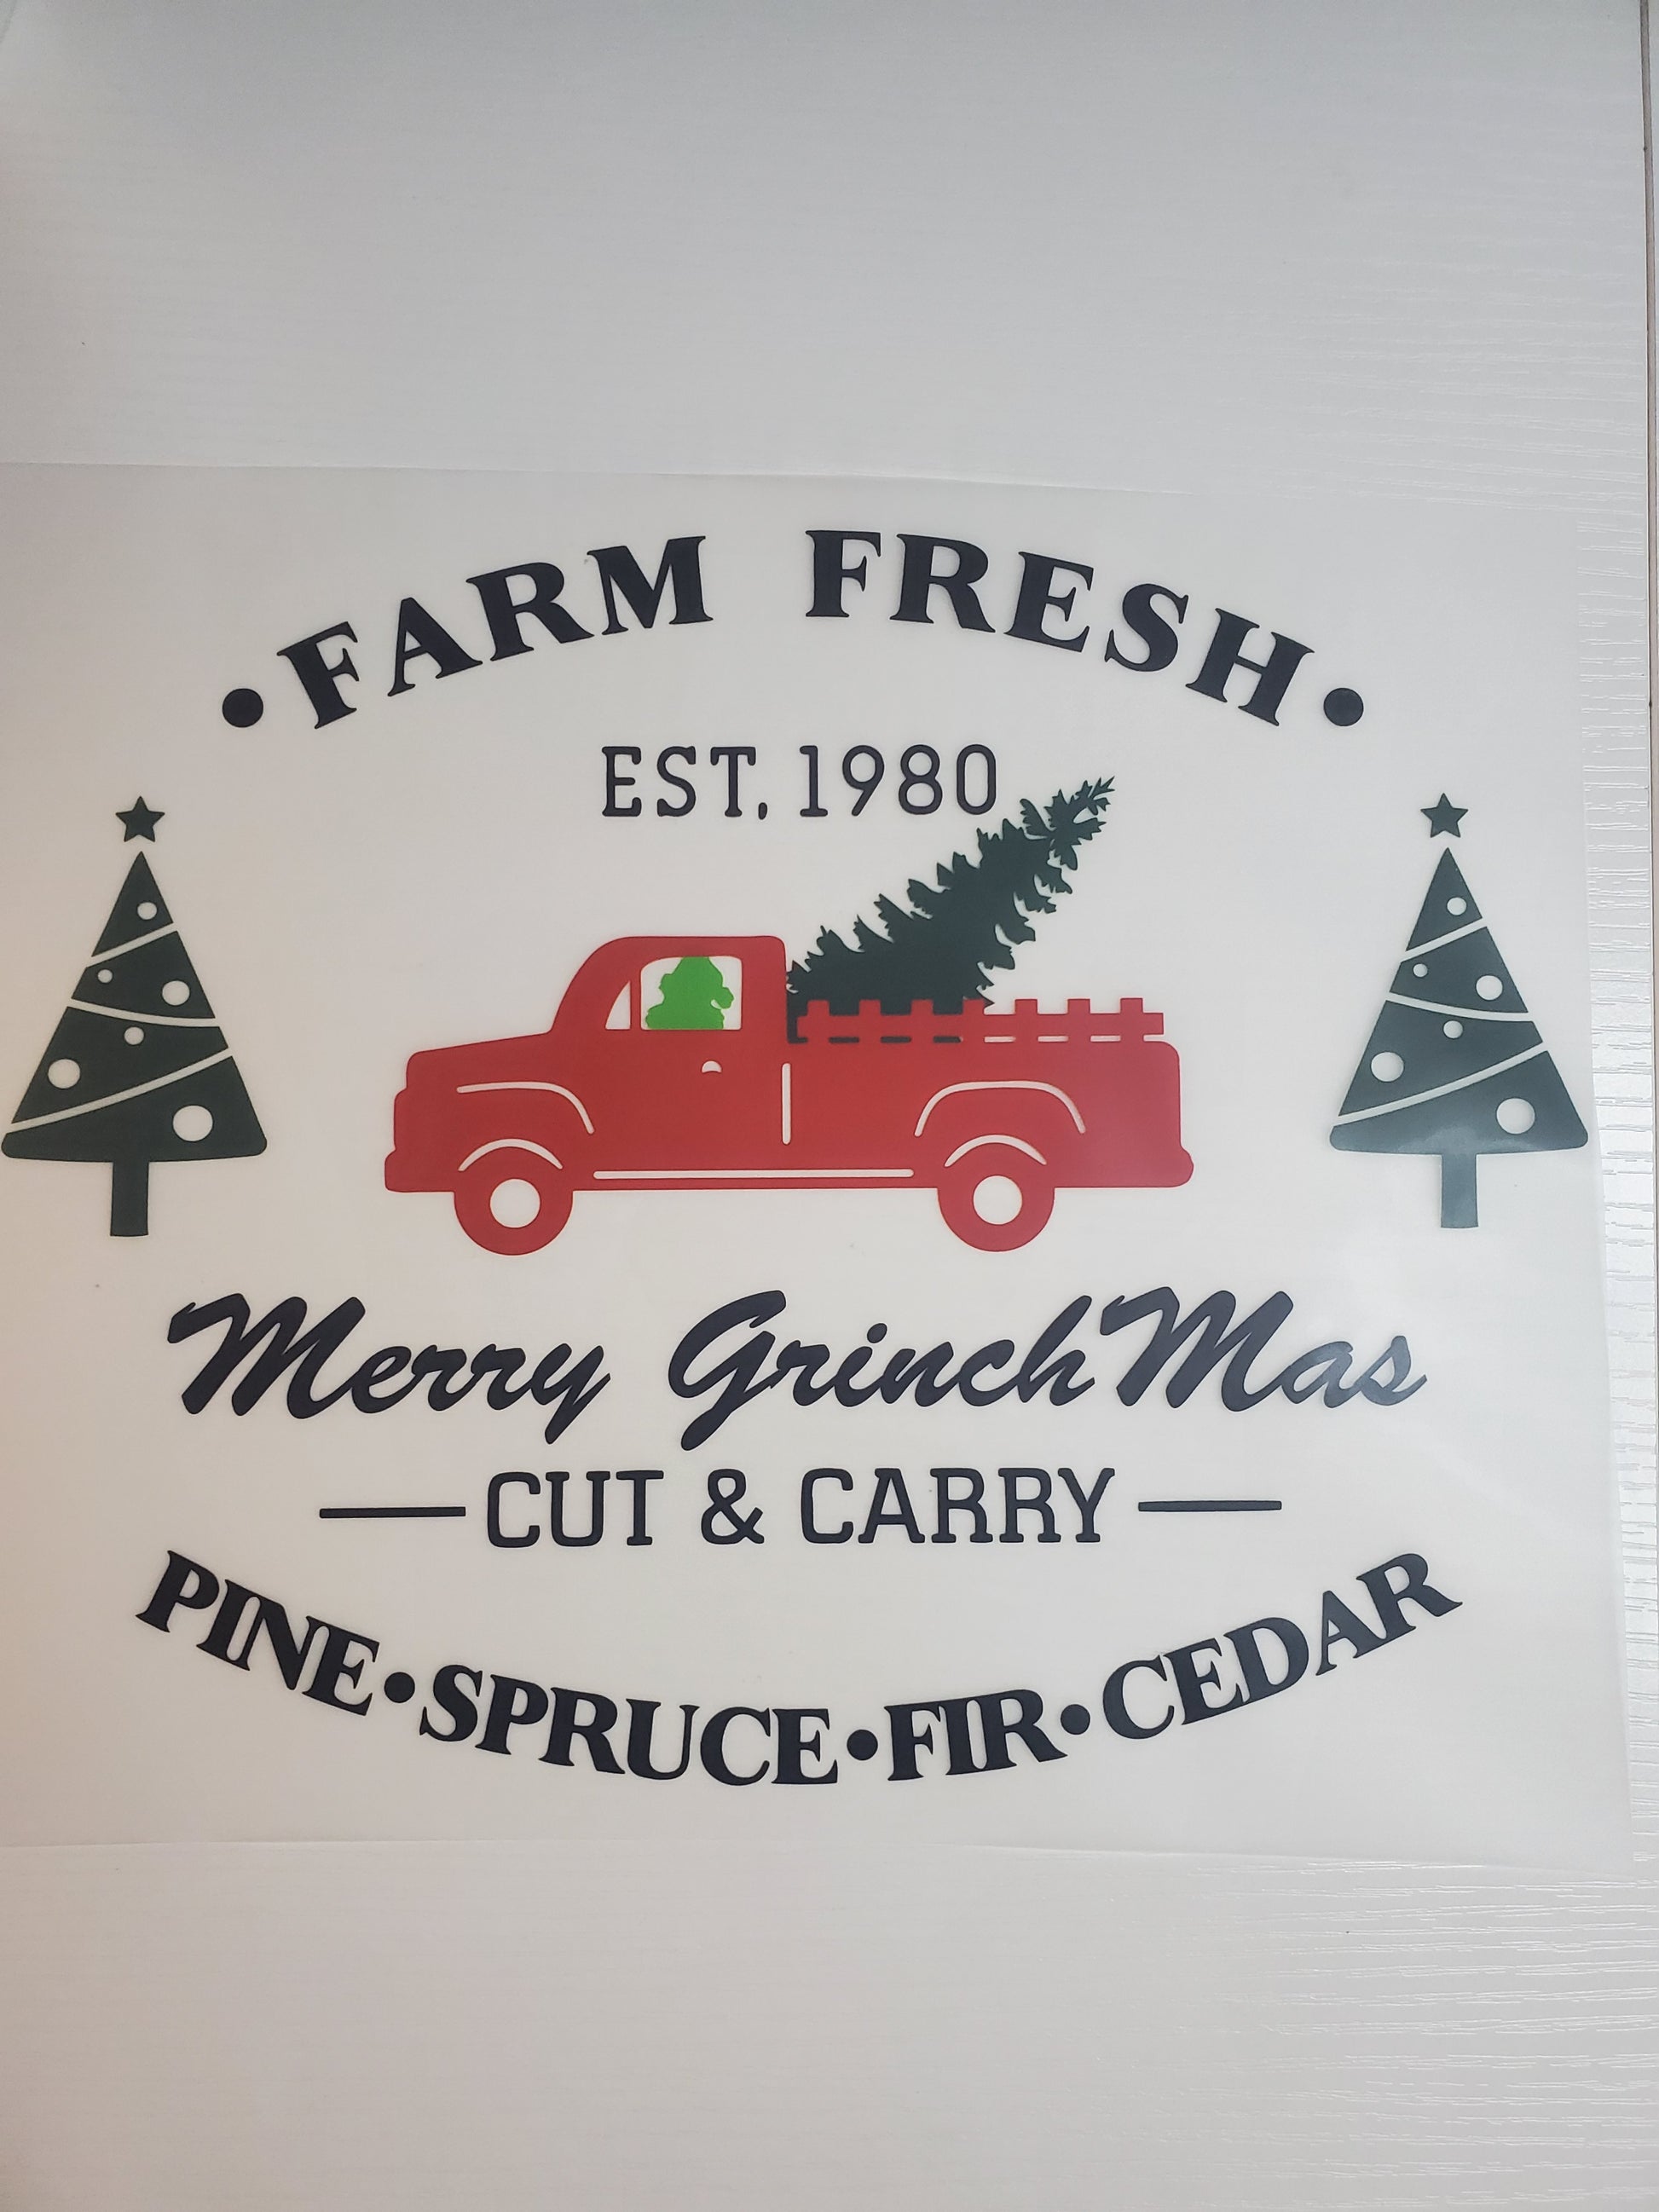 •FARM FRESH•
EST. 1980
Merry GrinchMas
—CUT & CARRY—
PINE•SPRUCE•FIR•CEDAR